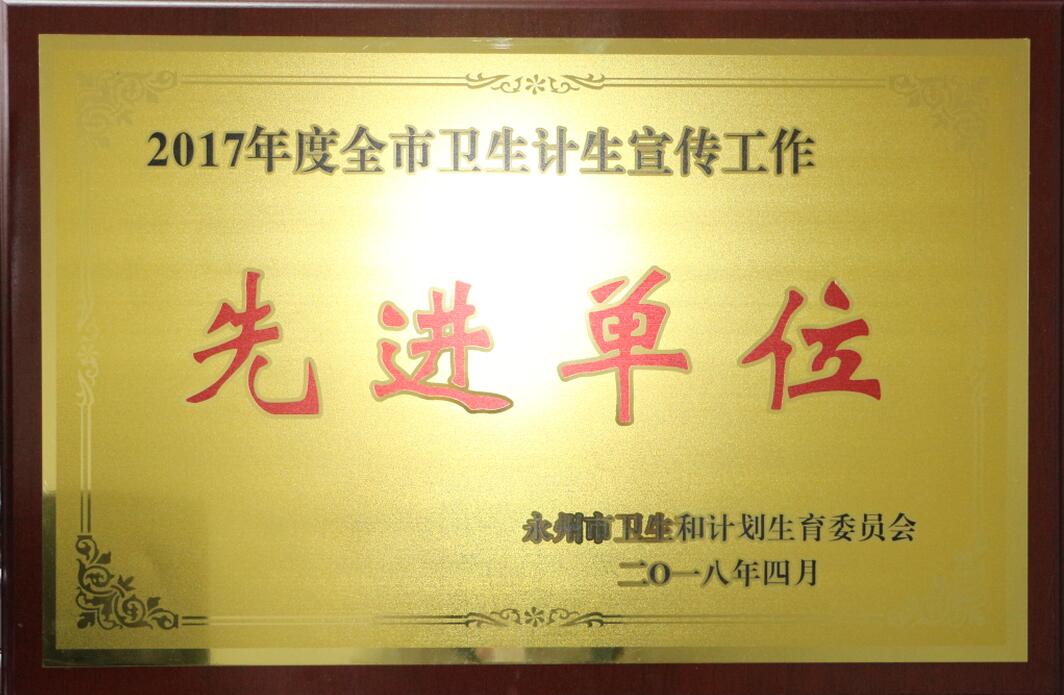 2017年度全市卫生计生宣传工作
先进单位
永州市卫生和计划生育委员会
二O一八年四月